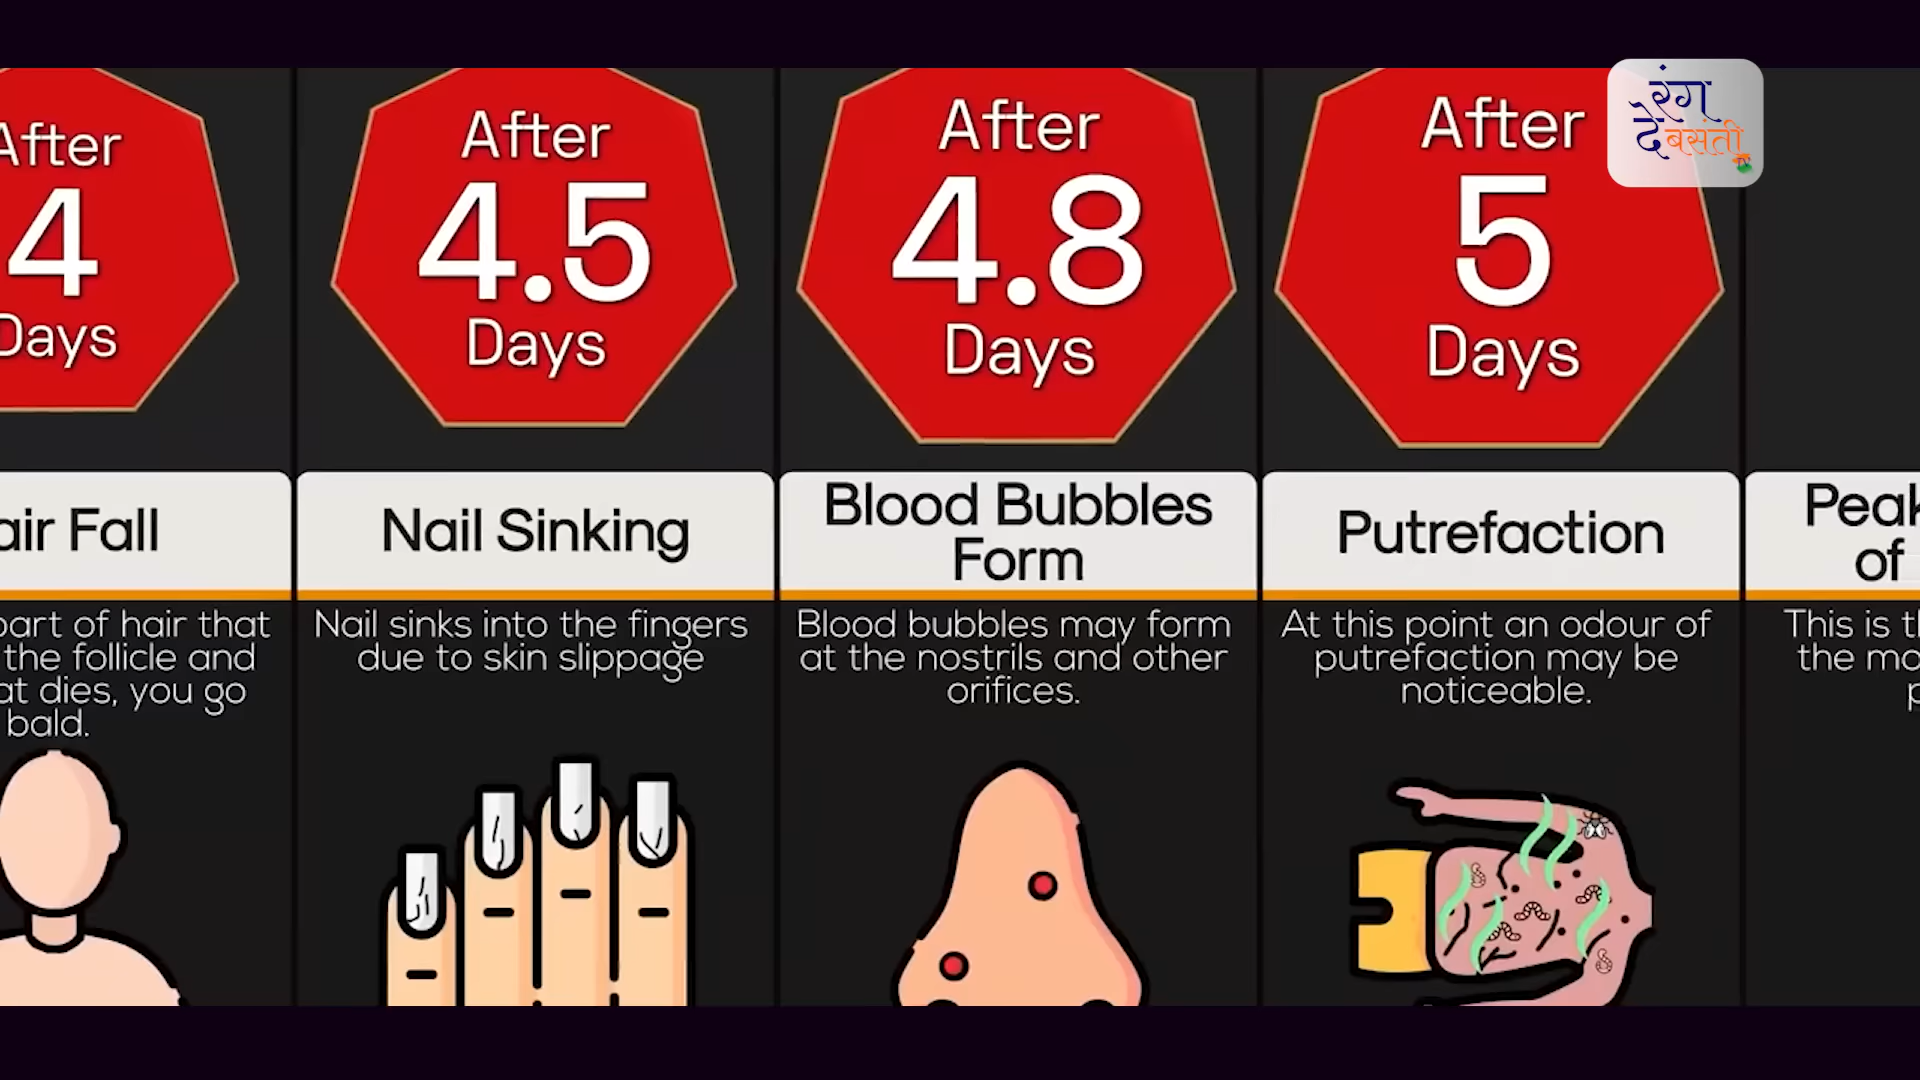 After
4
Days
air Fall
part of hair that
the follicle and
at dies, you go
bald.
After
4.5
Days
Nail Sinking
Nail sinks into the fingers
due to skin slippage
After
4.8
Days
Blood Bubbles
Form
Blood bubbles may form
at the nostrils and other
orifices.
After
5
Days
Putrefaction
At this point an odour of
putrefaction may be
noticeable.
रंग
दे बसंती
Peak
of
This is t
the mo
p